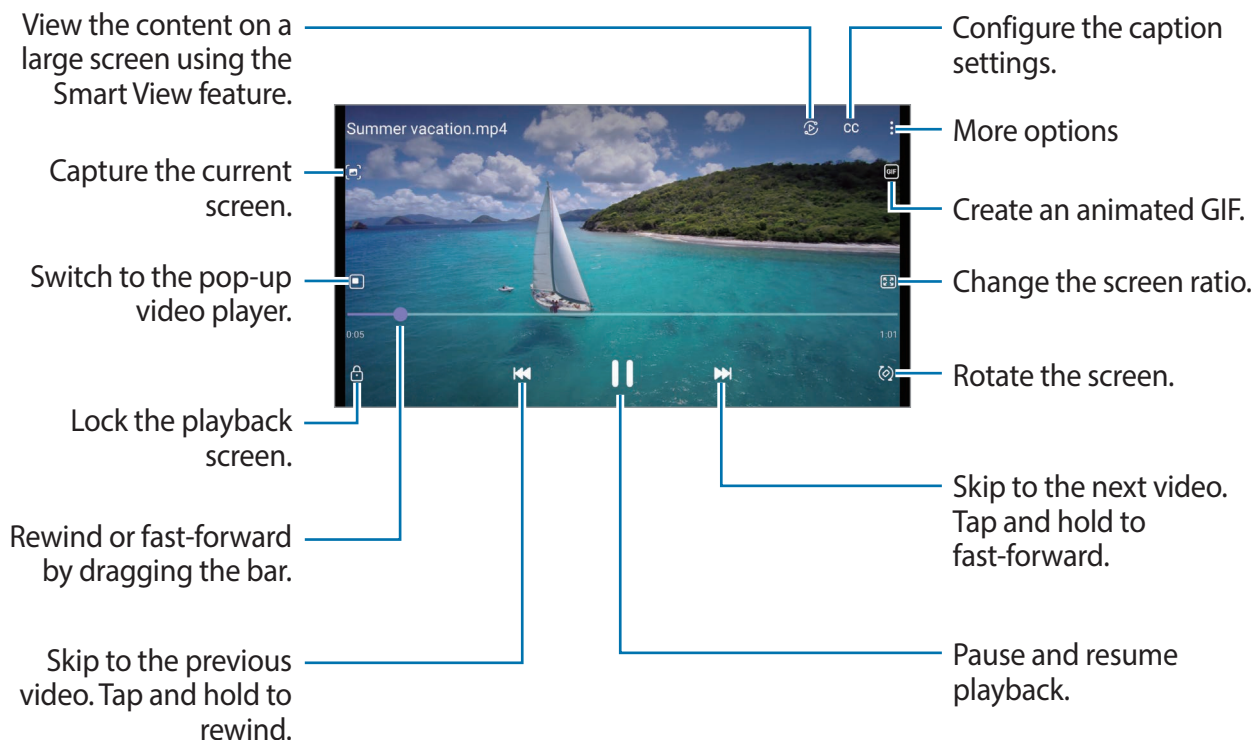 View the content on a
large screen using the
Smart View feature.
Configure the caption
settings.
Summer vacation.mp4
CC
More options
Capture the current
screen.
GIF
Create an animated GIF.
Switch to the pop-up
video player.
Change the screen ratio.
0:05
1:01
Rotate the screen.
Lock the playback
screen.
Skip to the next video.
Tap and hold to
fast-forward.
Rewind or fast-forward
by dragging the bar.
Skip to the previous
video. Tap and hold to
rewind.
Pause and resume
playback.